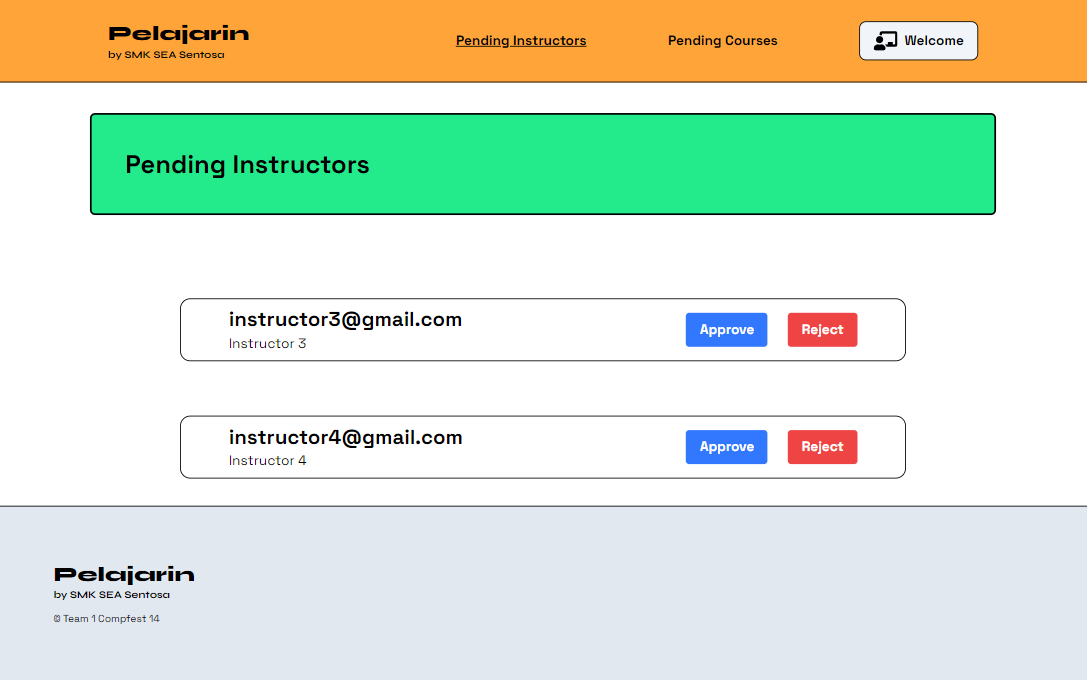 Pelajarin
by SMK SEA Sentosa
Pending Instructors
Pending Courses
Welcome
Pending Instructors
instructor3@gmail.com
Instructor 3
Approve
Reject
instructor4@gmail.com
Instructor 4
Approve
Reject
Pelajarin
by SMK SEA Sentosa
© Team 1 Compfest 14